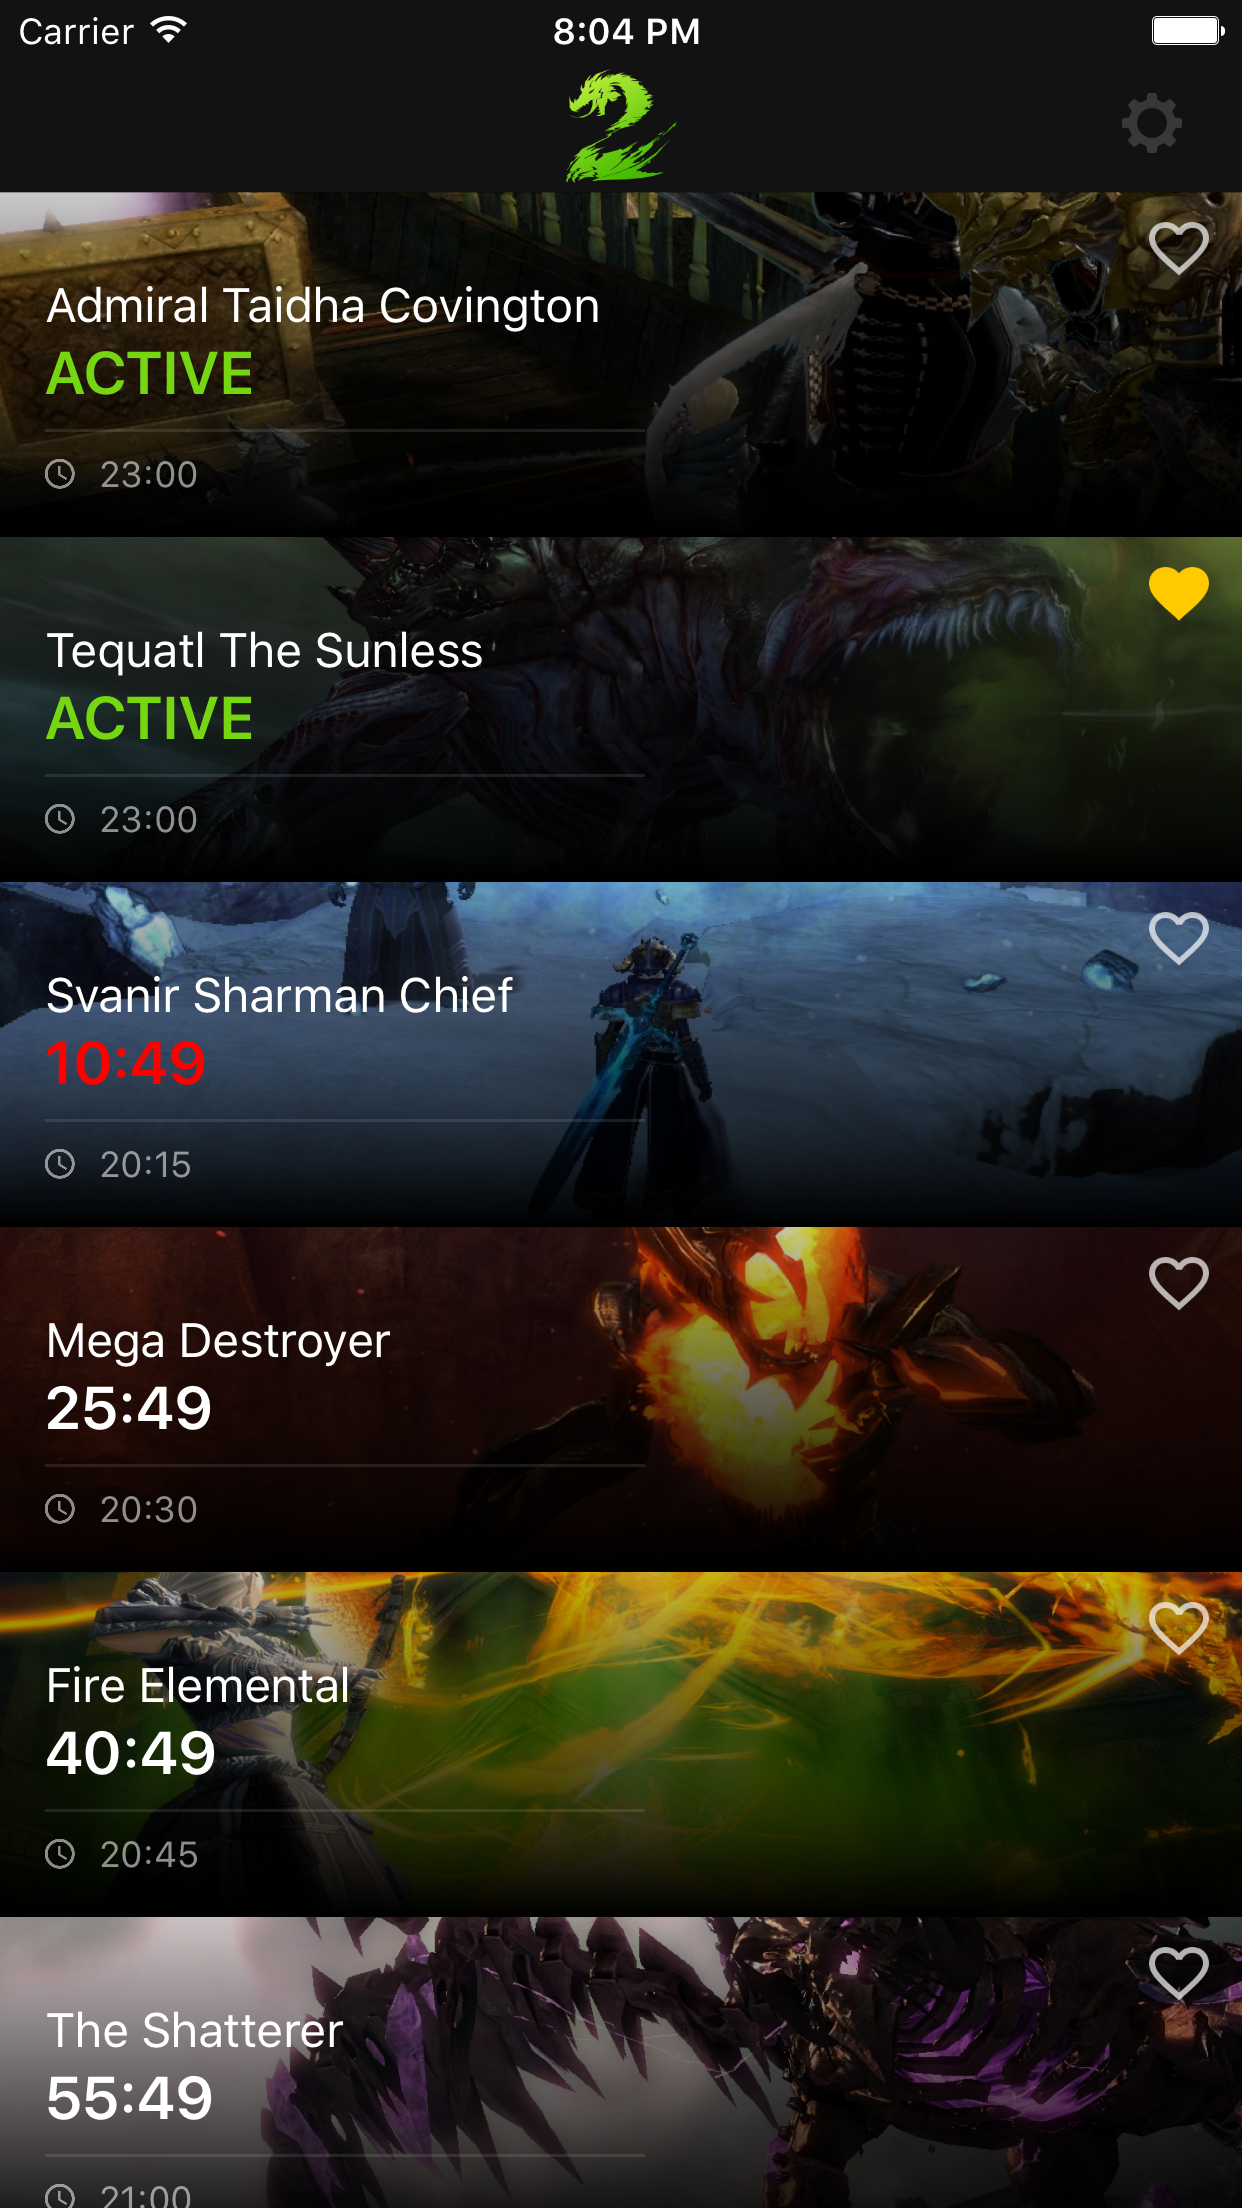 Carrier 8:04 PM
Admiral Taidha Covington
ACTIVE
23:00
Tequatl The Sunless
ACTIVE
23:00
Svanir Sharman Chief
10:49
20:15
Mega Destroyer
25:49
20:30
Fire Elemental
40:49
20:45
The Shatterer
55:49
21:00